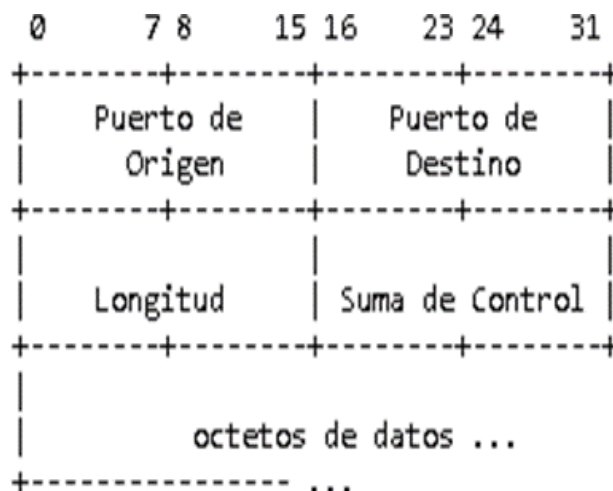 0 7 8 15 16 23 24 31
+--------+--------+--------+--------+
| Puerto de | Puerto de |
| Origen | Destino |
+--------+--------+--------+--------+
| | |
| Longitud | Suma de Control |
+--------+--------+--------+--------+
|
| octetos de datos ...
+---------------- ...